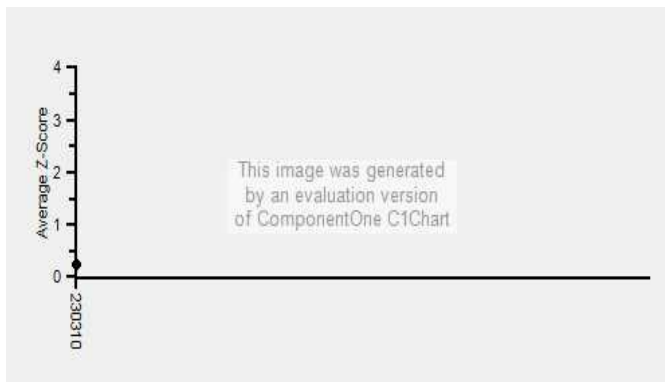 4
3
2
1
0
Average Z-Score
This image was generated
by an evaluation version
of ComponentOne C1Chart
230310